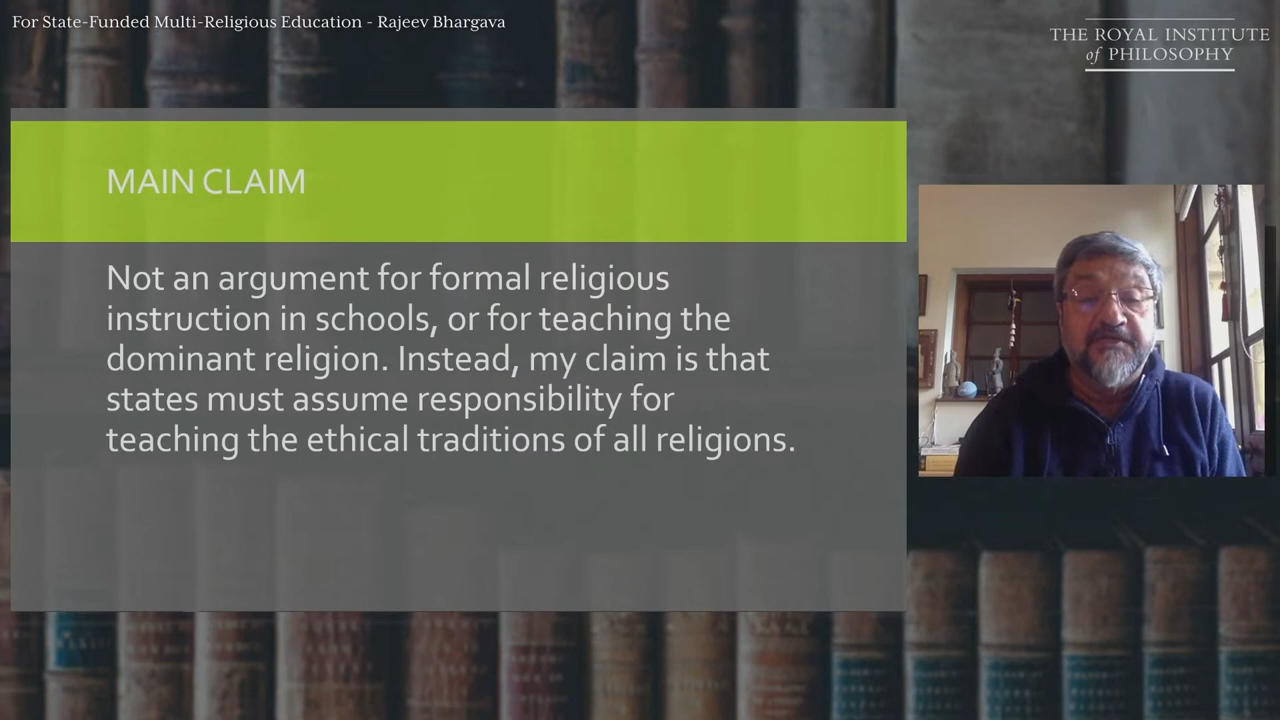 For State-Funded Multi-Religious Education - Rajeev Bhargava
THE ROYAL INSTITUTE
of PHILOSOPHY
MAIN CLAIM
Not an argument for formal religious
instruction in schools, or for teaching the
dominant religion. Instead, my claim is that
states must assume responsibility for
teaching the ethical traditions of all religions.